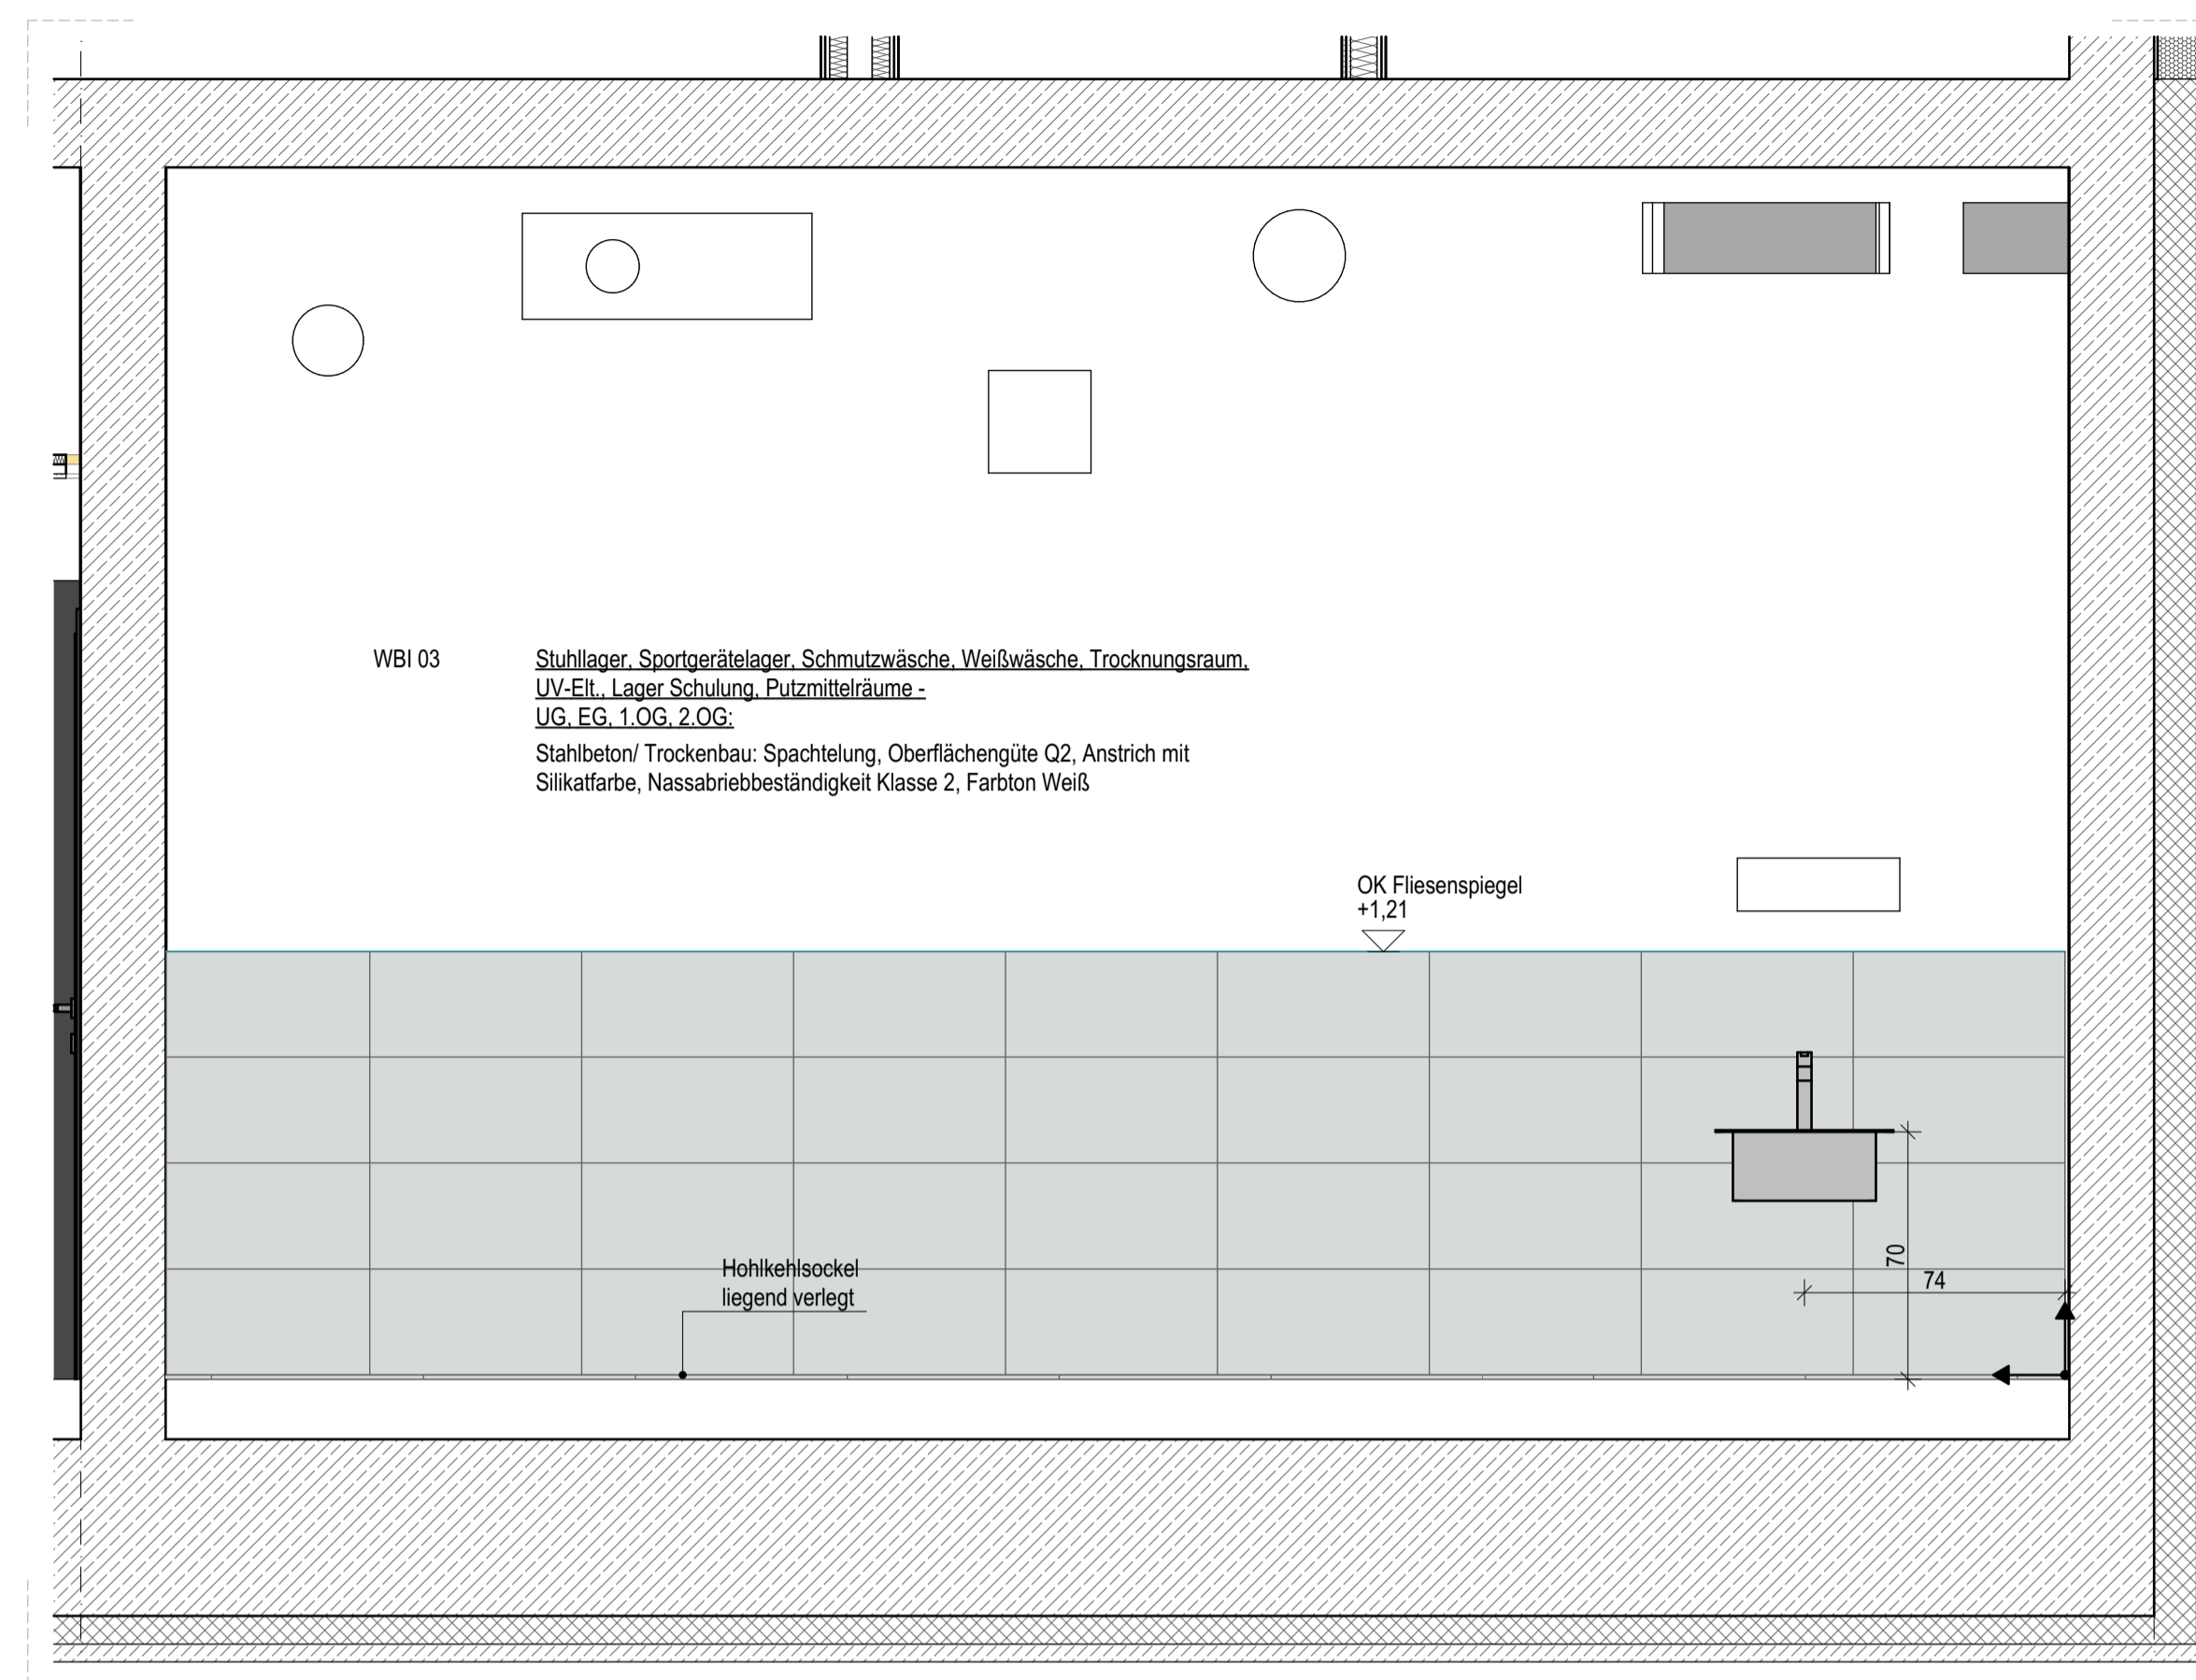 WBI 03
Stuhllager, Sportgerätelager, Schmutzwäsche, Weißwäsche, Trocknungsraum,
UV-Elt., Lager Schulung, Putzmittelräume -
UG, EG, 1.OG, 2.OG:
Stahlbeton/ Trockenbau: Spachtelung, Oberflächengüte Q2, Anstrich mit
Silikatfarbe, Nassabriebbeständigkeit Klasse 2, Farbton Weiß
OK Fliesenspiegel
+1,21
Hohlkehlsockel
liegend verlegt
70
74